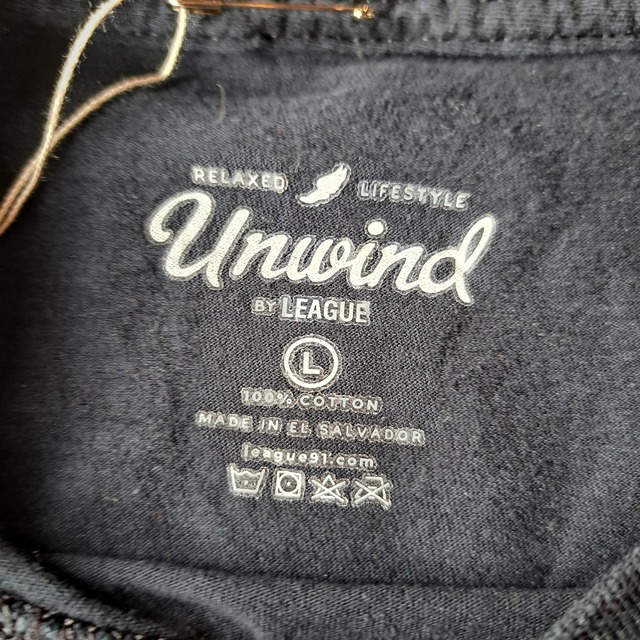 RELAXED LIFESTYLE
Unwind
BY LEAGUE
L
100% COTTON
MADE IN EL SALVADOR
league91.com